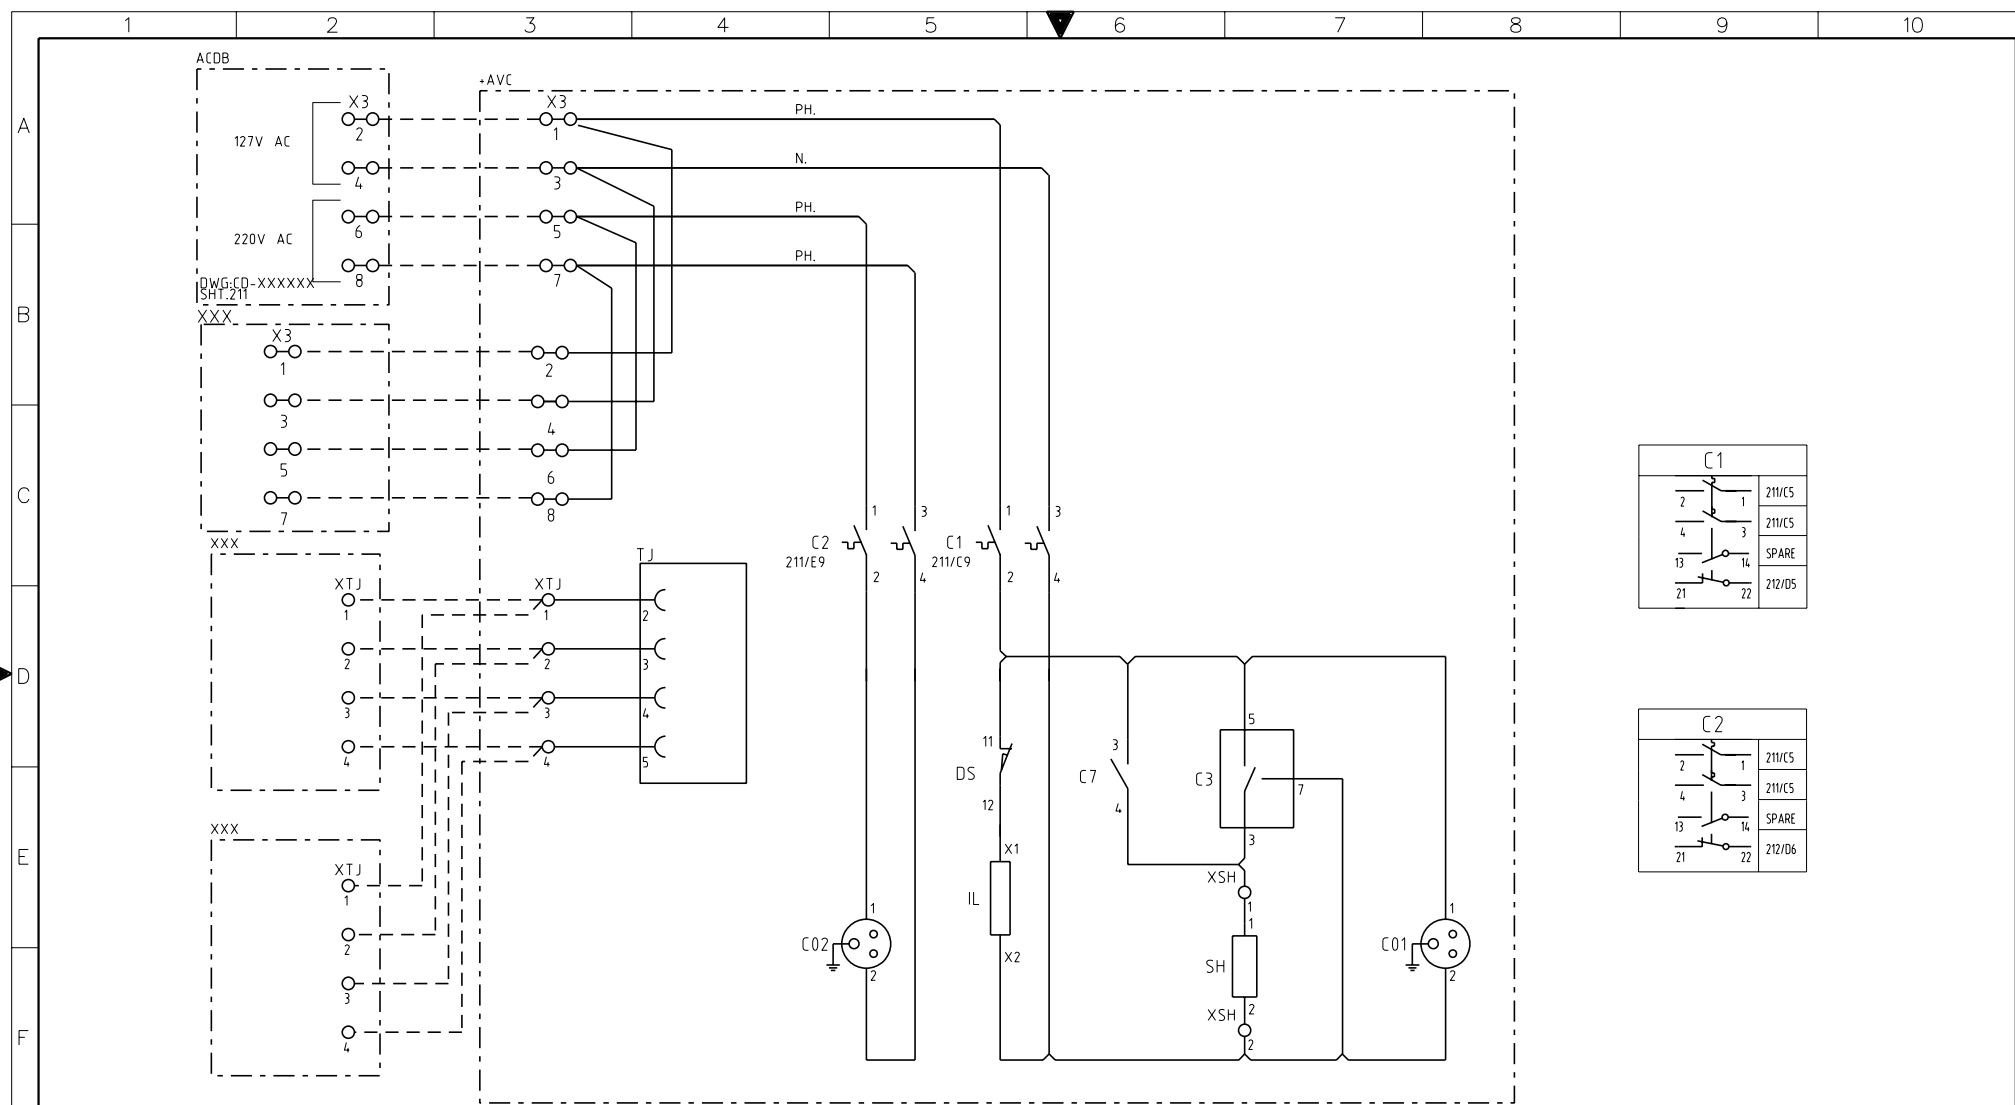 1 2 3 4 5 6 7 8 9 10
A
B
C
D
E
F
ACDB
X3
127V AC
2
4
220V AC
6
8
DWG:CD-XXXXXX
SHT.211
XXX
X3
1
3
5
7
XXX
XTJ
1
2
3
4
XXX
XTJ
1
2
3
4
+AVC
X3
1
3
5
7
2
4
6
8
PH.
N.
PH.
PH.
XTJ
1
2
3
4
TJ
2
3
4
5
C2
211/E9
1
2
3
4
C1
211/C9
1
2
3
4
C02
1
2
11
DS
12
X1
IL
X2
3
C7
4
5
C3
7
3
XSH
1
1
SH
2
XSH
2
C01
1
2
C1
2 1 211/C5
4 3 211/C5
13 14 SPARE
21 22 212/D5
C2
2 1 211/C5
4 3 211/C5
13 14 SPARE
21 22 212/D6